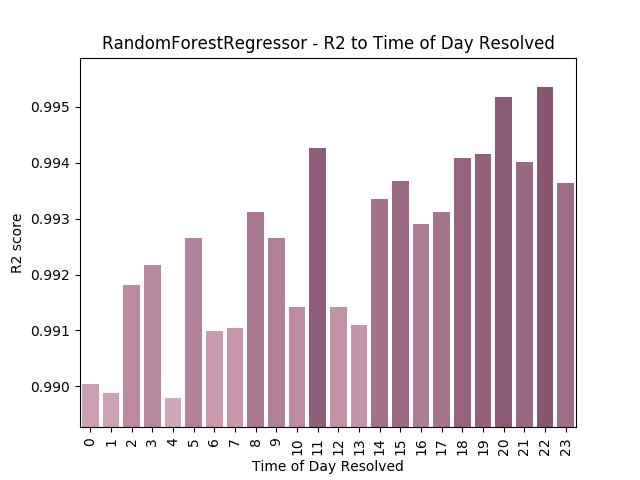 RandomForestRegressor - R2 to Time of Day Resolved
R2 score
0.995
0.994
0.993
0.992
0.991
0.990
0 1 2 3 4 5 6 7 8 9 10 11 12 13 14 15 16 17 18 19 20 21 22 23
Time of Day Resolved